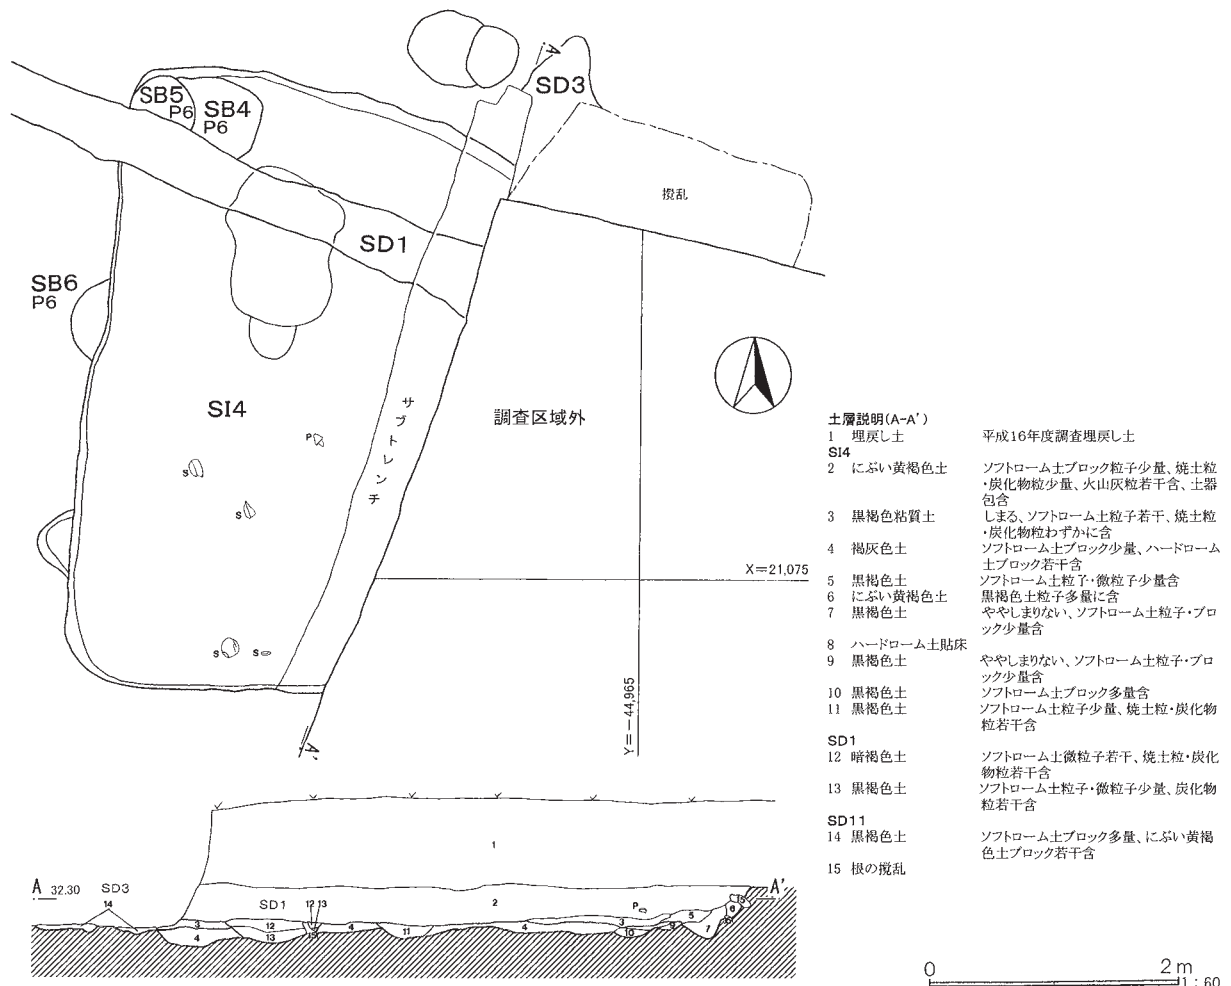 A'
SD3
SB5
P6
SB4
P6
撹乱
SD1
SB6
P6
SI4
サブトレンチ
調査区域外
P
S
S
S
S
X=21,075
Y=−44,965
A'
土層説明(A-A')
1 埋戻し土 平成16年度調査埋戻し土
SI4
2 にぶい黄褐色土 ソフトローム土ブロック粒子少量、焼土粒
・炭化物粒少量、火山灰粒若干含、土器
包含
3 黒褐色粘質土 しまる、ソフトローム土粒子若干、焼土粒
・炭化物粒わずかに含
4 褐灰色土 ソフトローム土ブロック少量、ハードローム
土ブロック若干含
5 黒褐色土 ソフトローム土粒子・微粒子少量含
6 にぶい黄褐色土 黒褐色土粒子多量に含
7 黒褐色土 ややしまりない、ソフトローム土粒子・ブロ
ック少量含
8 ハードローム土貼床
9 黒褐色土 ややしまりない、ソフトローム土粒子・ブロ
ック少量含
10 黒褐色土 ソフトローム土ブロック多量含
11 黒褐色土 ソフトローム土粒子少量、焼土粒・炭化物
粒若干含
SD1
12 暗褐色土 ソフトローム土微粒子若干、焼土粒・炭化
物粒若干含
13 黒褐色土 ソフトローム土粒子・微粒子少量、炭化物
粒若干含
SD11
14 黒褐色土 ソフトローム土ブロック多量、にぶい黄褐
色土ブロック若干含
15 根の撹乱
1
A 32.30
SD3
14
SD1
12 13
2
P
A'
3
4
12
13
15
4
11
4
3
10
5
9
7
6
15
0 2m
1:60